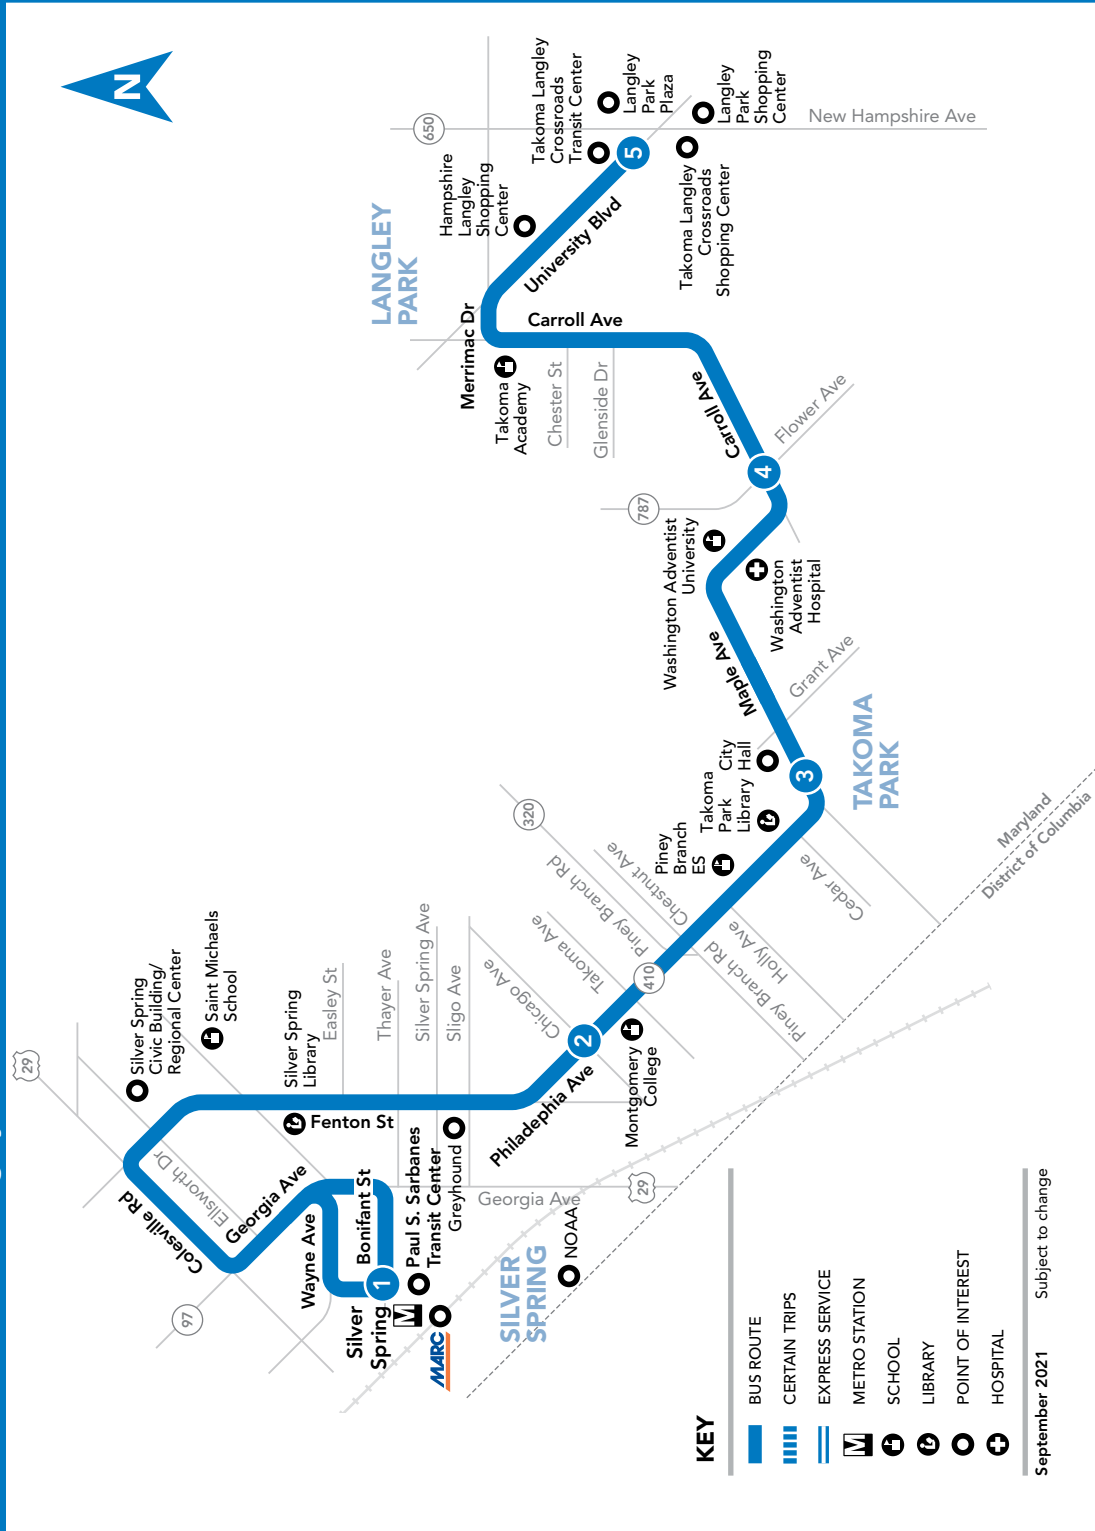 N
29
Silver Spring
Civic Building/
Regional Center
Saint Michaels
School
Colesville Rd
Ellsworth Dr
Georgia Ave
97
Wayne Ave
Bonifant St
Silver
Spring
1
Paul S. Sarbanes
Transit Center
M
MARC
Greyhound
Georgia Ave
29
SILVER
SPRING
NOAA
Silver Spring
Library
Fenton St
Easley St
Thayer Ave
Silver Spring Ave
Sligo Ave
Chicago Ave
Takoma Ave
Philadephia Ave
2
Montgomery
College
410
320
Piney Branch Rd
Chestnut Ave
Piney Branch Rd
Holly Ave
Cedar Ave
Piney
Branch
ES
Takoma
Park
Library
City
Hall
3
TAKOMA
PARK
Grant Ave
Maple Ave
Maryland
District of Columbia
Washington Adventist
University
Washington
Adventist
Hospital
787
4
Flower Ave
Carroll Ave
Glenside Dr
Chester St
Takoma
Academy
Carroll Ave
Merrimac Dr
LANGLEY
PARK
University Blvd
Hampshire
Langley
Shopping
Center
650
Takoma Langley
Crossroads
Transit Center
5
Langley
Park
Plaza
Langley
Park
Shopping
Center
Takoma Langley
Crossroads
Shopping Center
New Hampshire Ave
KEY
BUS ROUTE
CERTAIN TRIPS
EXPRESS SERVICE
M METRO STATION
SCHOOL
LIBRARY
POINT OF INTEREST
HOSPITAL
September 2021 Subject to change